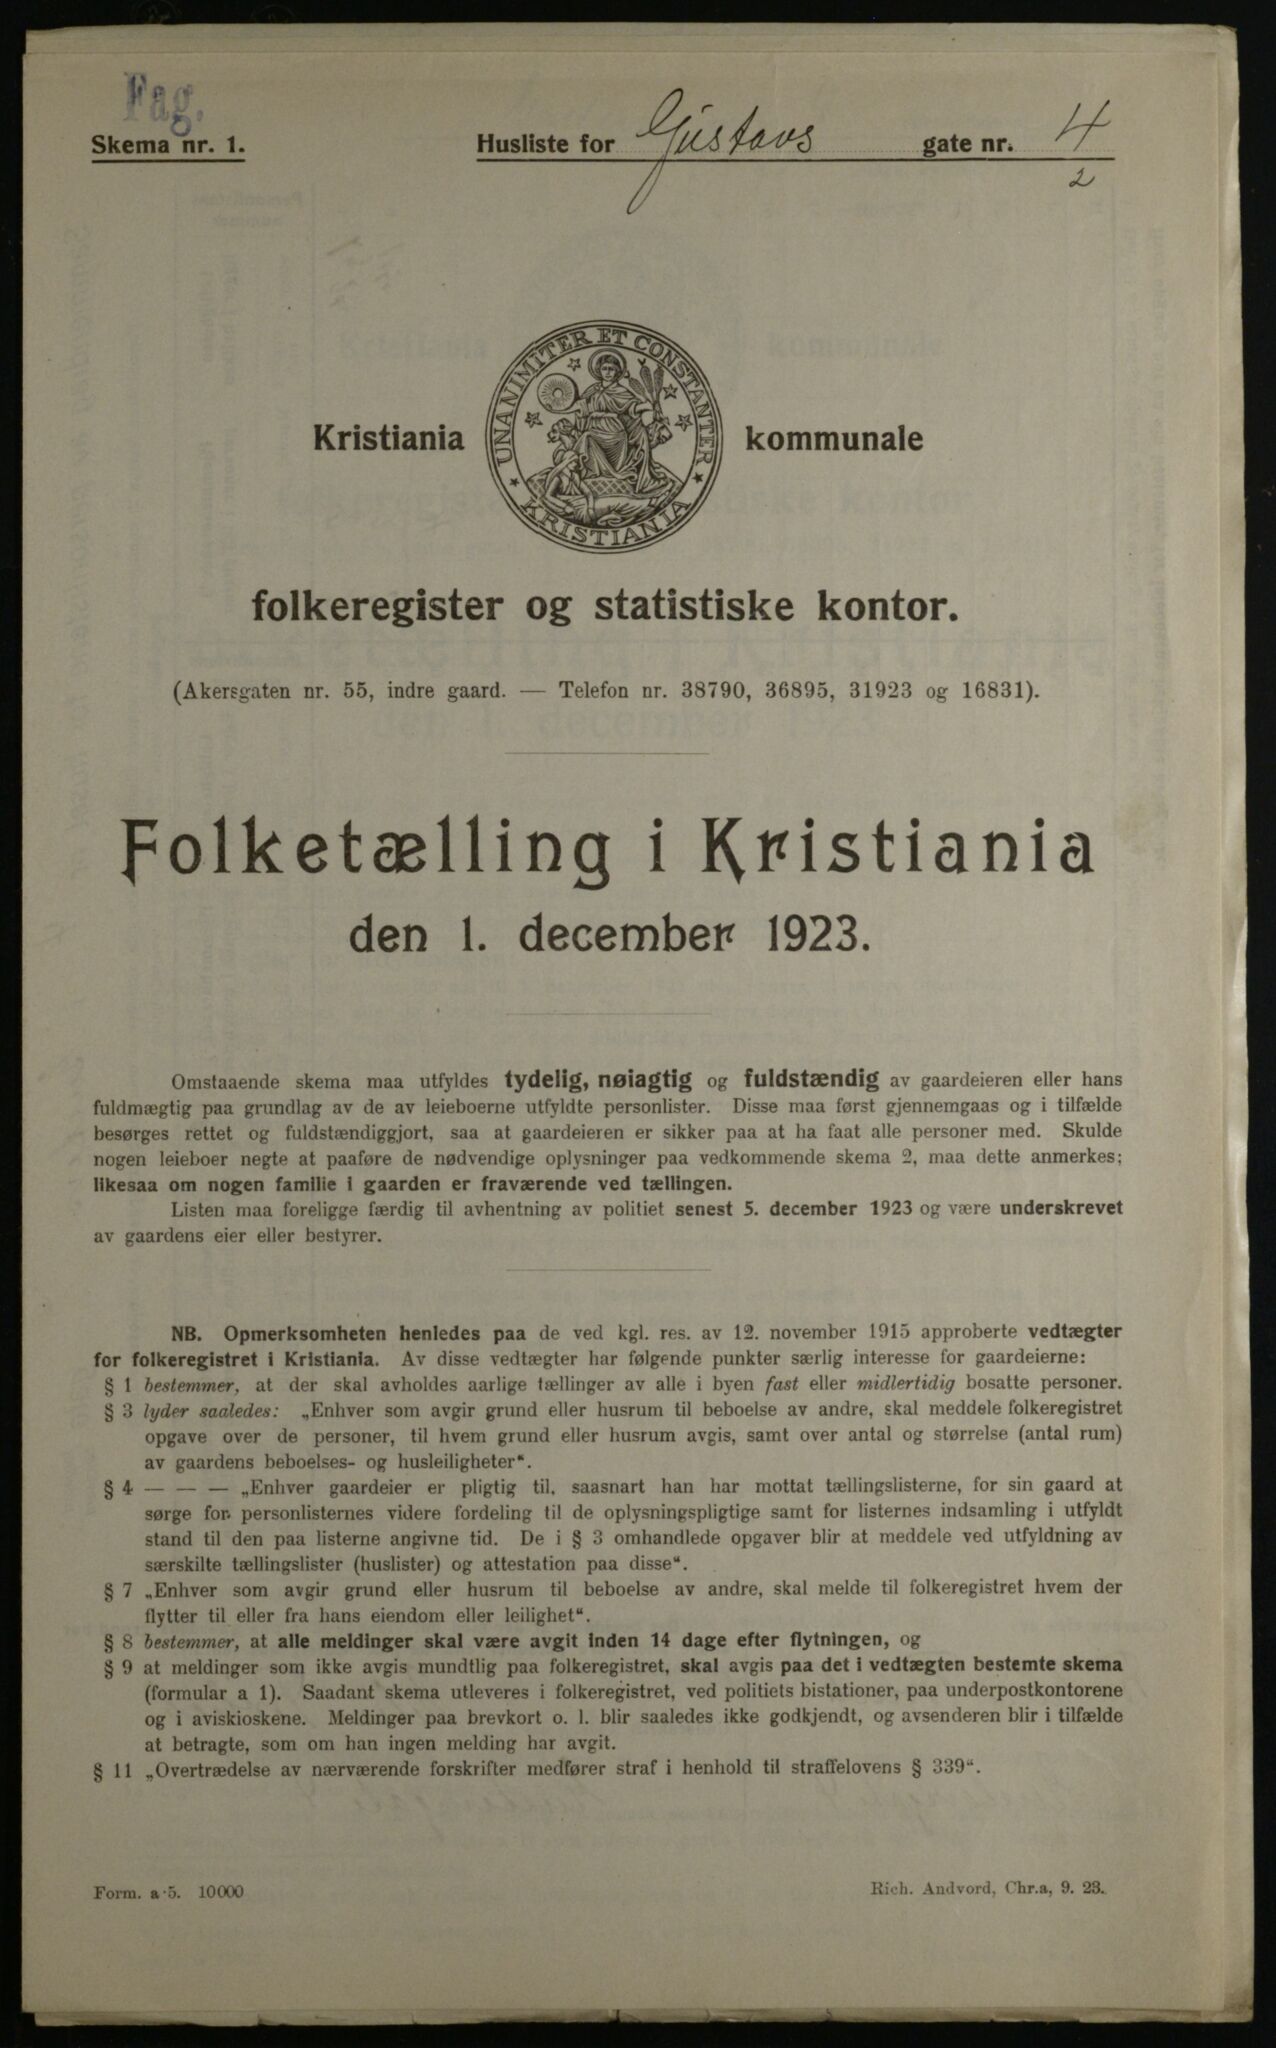 Fag.
Skema nr. 1.
Husliste for Gustavs gate nr. 4
2
UNANIMITER ET CONSTANTER
KRISTIANIA
Kristiania kommunale
folkeregister og statistiske kontor.
(Akersgaten nr. 55, indre gaard. — Telefon nr. 38790, 36895, 31923 og 16831).
Folketælling i Kristiania
den 1. december 1923.
Omstaaende skema maa utfyldes tydelig, nøiagtig og fuldstændig av gaardeieren eller hans
fuldmægtig paa grundlag av de av leieboerne utfyldte personlister. Disse maa først gjennemgaas og i tilfælde
besørges rettet og fuldstændiggjort, saa at gaardeieren er sikker paa at ha faat alle personer med. Skulde
nogen leieboer negte at paaføre de nødvendige oplysninger paa vedkommende skema 2, maa dette anmerkes;
likesaa om nogen familie i gaarden er fraværende ved tællingen.
Listen maa foreligge færdig til avhentning av politiet senest 5. december 1923 og være underskrevet
av gaardens eier eller bestyrer.
NB. Opmerksomheten henledes paa de ved kgl. res. av 12. november 1915 approberte vedtægter
for folkeregistret i Kristiania. Av disse vedtægter har følgende punkter særlig interesse for gaardeierne:
§ 1 bestemmer, at der skal avholdes aarlige tællinger av alle i byen fast eller midlertidig bosatte personer.
§ 3 lyder saaledes: „Enhver som avgir grund eller husrum til beboelse av andre, skal meddele folkeregistret
opgave over de personer, til hvem grund eller husrum avgis, samt over antal og størrelse (antal rum)
av gaardens beboelses- og husleiligheter“.
§ 4 — — — „Enhver gaardeier er pligtig til, saasnart han har mottat tællingslisterne, for sin gaard at
sørge for personlisternes videre fordeling til de oplysningspligtige samt for listernes indsamling i utfyldt
stand til den paa listerne angivne tid. De i § 3 omhandlede opgaver blir at meddele ved utfyldning av
særskilte tællingslister (huslister) og attestation paa disse“.
§ 7 „Enhver som avgir grund eller husrum til beboelse av andre, skal melde til folkeregistret hvem der
flytter til eller fra hans eiendom eller leilighet“.
§ 8 bestemmer, at alle meldinger skal være avgit inden 14 dage efter flytningen, og
§ 9 at meldinger som ikke avgis mundtlig paa folkeregistret, skal avgis paa det i vedtægten bestemte skema
(formular a 1). Saadant skema utleveres i folkeregistret, ved politiets bistationer, paa underpostkontorene
og i aviskioskene. Meldinger paa brevkort o. l. blir saaledes ikke godkjendt, og avsenderen blir i tilfælde
at betragte, som om han ingen melding har avgit.
§ 11 „Overtrædelse av nærværende forskrifter medfører straf i henhold til straffelovens § 339“.
Form. a 5. 10000
Rich. Andvord, Chr.a, 9. 23.